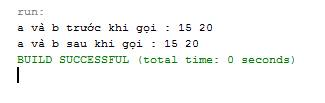 run:
a và b trước khi gọi : 15 20
a và b sau khi gọi : 15 20
BUILD SUCCESSFUL (total time: 0 seconds)